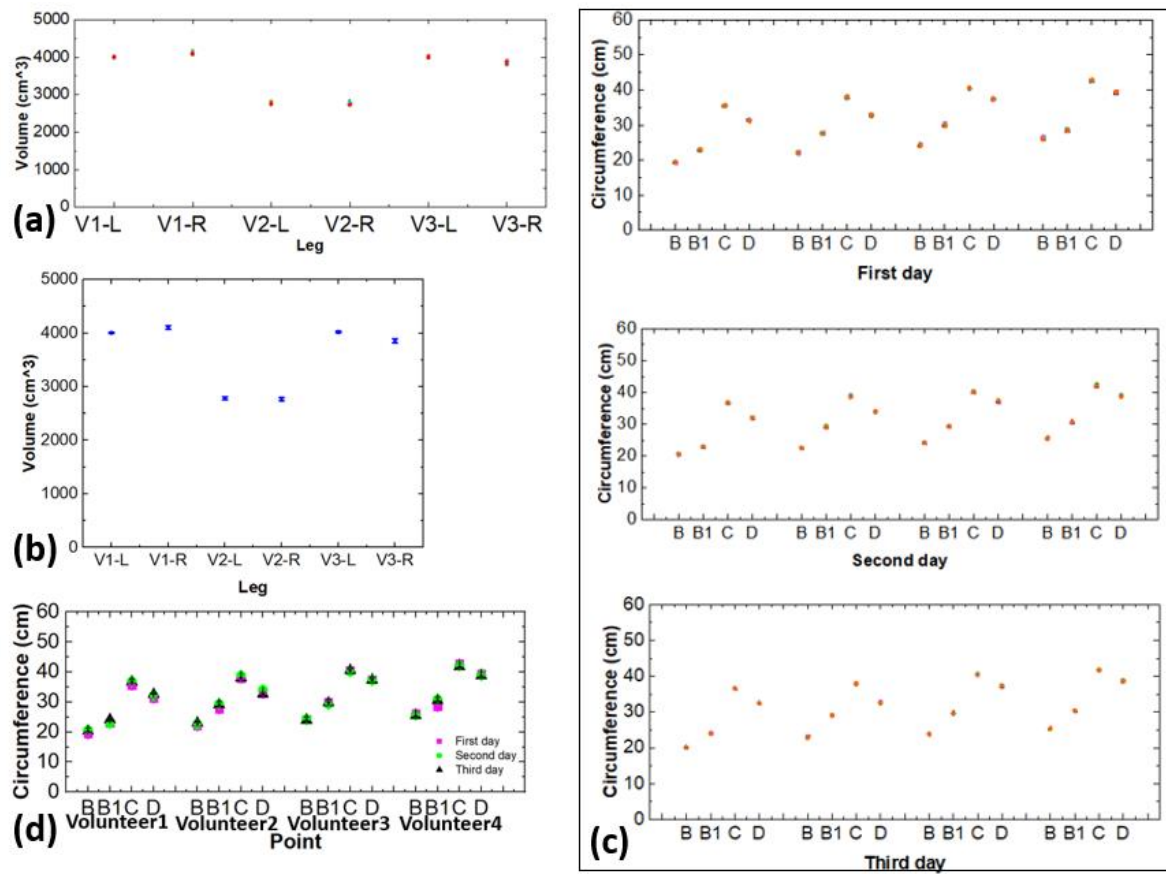 5000
4000
3000
2000
1000
0
Volume (cm^3)
V1-L V1-R V2-L V2-R V3-L V3-R
Leg
(a)
5000
4000
3000
2000
1000
0
Volume (cm^3)
V1-L V1-R V2-L V2-R V3-L V3-R
Leg
(b)
60
50
40
30
20
10
0
Circumference (cm)
First day
Second day
Third day
B B1 C D B B1 C D B B1 C D B B1 C D
Volunteer1 Volunteer2 Volunteer3 Volunteer4
Point
(d)
60
50
40
30
20
10
0
Circumference (cm)
B B1 C D B B1 C D B B1 C D B B1 C D
First day
60
50
40
30
20
10
0
Circumference (cm)
B B1 C D B B1 C D B B1 C D B B1 C D
Second day
60
50
40
30
20
10
0
Circumference (cm)
B B1 C D B B1 C D B B1 C D B B1 C D
Third day
(c)